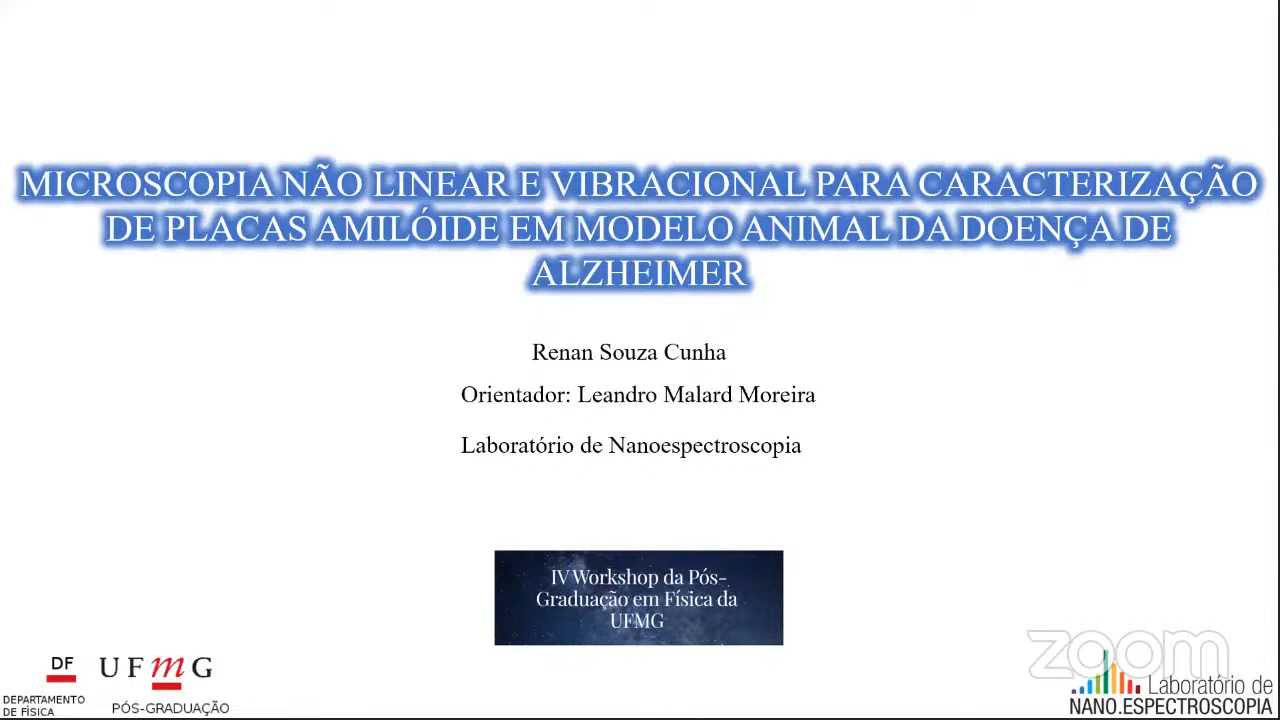 MICROSCOPIA NÃO LINEAR E VIBRACIONAL PARA CARACTERIZAÇÃO
DE PLACAS AMILÓIDE EM MODELO ANIMAL DA DOENÇA DE
ALZHEIMER
Renan Souza Cunha
Orientador: Leandro Malard Moreira
Laboratório de Nanoespectroscopia
IV Workshop da Pós-
Graduação em Física da
UFMG
DF
DEPARTAMENTO
DE FÍSICA
UFmG
PÓS-GRADUAÇÃO
zoom
Laboratório de
NANO.ESPECTROSCOPIA